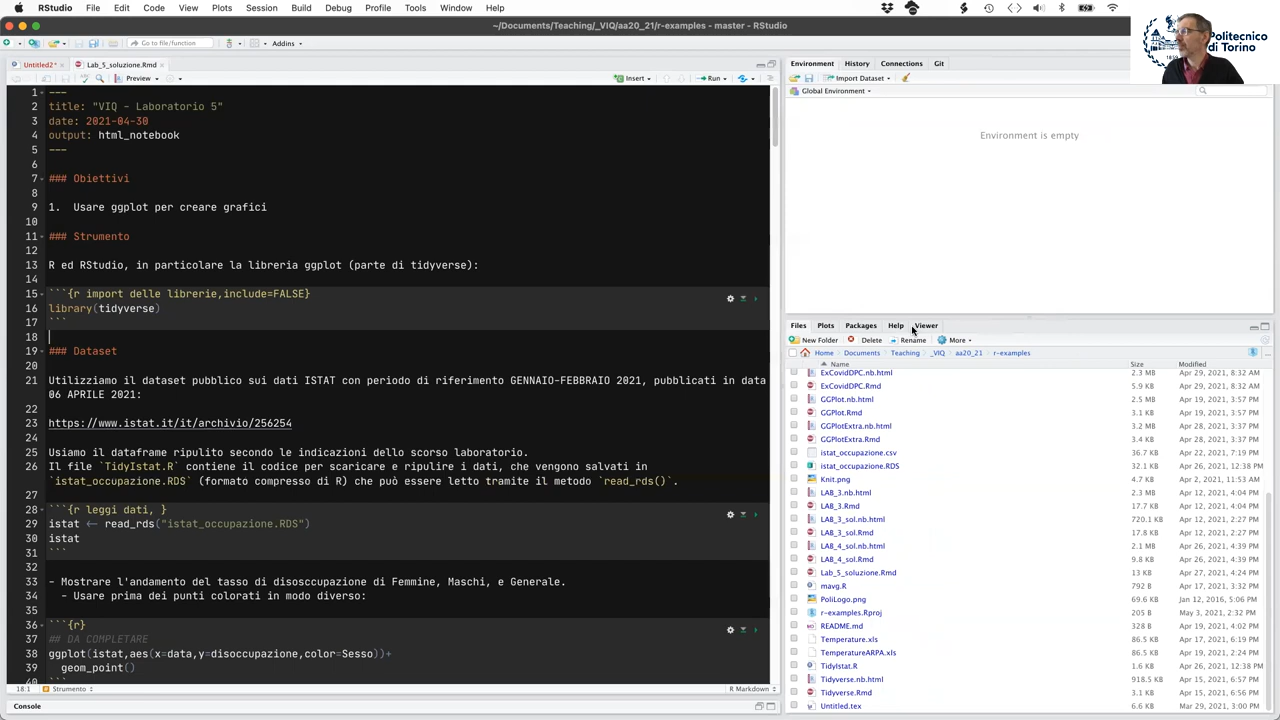 RStudio File Edit Code View Plots Session Build Debug Profile Tools Window Help
~/Documents/Teaching/_VIQ/aa20_21/r-examples - master - RStudio
Go to file/function Addins
Politecnico
di Torino
Untitled2* Lab_5_soluzione.Rmd
Preview Insert Run
1 ---
2 title: "VIQ - Laboratorio 5"
3 date: 2021-04-30
4 output: html_notebook
5 ---
6
7 ### Obiettivi
8
9 1. Usare ggplot per creare grafici
10
11 ### Strumento
12
13 R ed RStudio, in particolare la libreria ggplot (parte di tidyverse):
14
15 ```{r import delle librerie,include=FALSE}
16 library(tidyverse)
17 ```
18
19 ### Dataset
20
21 Utilizziamo il dataset pubblico sui dati ISTAT con periodo di riferimento GENNAIO-FEBBRAIO 2021, pubblicati in data
06 APRILE 2021:
22
23 https://www.istat.it/it/archivio/256254
24
25 Usiamo il dataframe ripulito secondo le indicazioni dello scorso laboratorio.
26 Il file `TidyIstat.R` contiene il codice per scaricare e ripulire i dati, che vengono salvati in
`istat_occupazione.RDS` (formato compresso di R) che può essere letto tramite il metodo `read_rds()`.
27
28 ```{r dati deti, }
29 istat <- read_rds("istat_occupazione.RDS")
30 istat
31 ```
32
33 - Mostrare l'andamento del tasso di disoccupazione di Femmine, Maschi, e Generale.
34 - Usare prima dei punti colorati in modo diverso:
35
36 ```{r}
37 ## DA COMPLETARE
38 ggplot(istat,aes(x=data,y=disoccupazione,color=Sesso))+
39 geom_point()
40 ```
18:1 Strumento R Markdown
Console
Environment History Connections Git
Import Dataset
Global Environment
Environment is empty
Files Plots Packages Help Viewer
New Folder Delete Rename More
Home Documents Teaching _VIQ aa20_21 r-examples
Name Size Modified
ExCovidDPC.nb.html 2.3 MB Apr 29, 2021, 8:32 AM
ExCovidDPC.Rmd 5.9 KB Apr 29, 2021, 8:32 AM
GGPlot.nb.html 2.5 MB Apr 19, 2021, 3:57 PM
GGPlot.Rmd 3.1 KB Apr 19, 2021, 3:57 PM
GGPlotExtra.nb.html 3.2 MB Apr 28, 2021, 3:37 PM
GGPlotExtra.Rmd 3.4 KB Apr 28, 2021, 3:37 PM
istat_occupazione.csv 36.7 KB Apr 22, 2021, 7:19 PM
istat_occupazione.RDS 32.1 KB Apr 26, 2021, 12:38 PM
Knit.png 4.7 KB Apr 2, 2021, 11:53 AM
LAB_3.nb.html 2.3 MB Apr 12, 2021, 4:04 PM
LAB_3.Rmd 17.7 KB Apr 12, 2021, 4:04 PM
LAB_3_sol.nb.html 720.1 KB Apr 12, 2021, 2:27 PM
LAB_3_sol.Rmd 17.8 KB Apr 12, 2021, 2:27 PM
LAB_4_sol.nb.html 2.1 MB Apr 26, 2021, 4:39 PM
LAB_4_sol.Rmd 9.8 KB Apr 26, 2021, 4:39 PM
Lab_5_soluzione.Rmd 13 KB Apr 27, 2021, 4:24 PM
mavg.R 792 B Apr 17, 2021, 3:32 PM
PoliLogo.png 69.6 KB Jan 12, 2016, 5:06 PM
r-examples.Rproj 205 B May 3, 2021, 2:32 PM
README.md 328 B Apr 19, 2021, 4:02 PM
Temperature.xls 86.5 KB Apr 17, 2021, 6:19 PM
TemperatureARPA.xls 86.5 KB Apr 19, 2021, 2:24 PM
TidyIstat.R 1.6 KB Apr 26, 2021, 12:38 PM
Tidyverse.nb.html 918.5 KB Apr 15, 2021, 6:57 PM
Tidyverse.Rmd 3.1 KB Apr 15, 2021, 6:56 PM
Untitled.tex 6.6 KB Mar 29, 2021, 3:00 PM